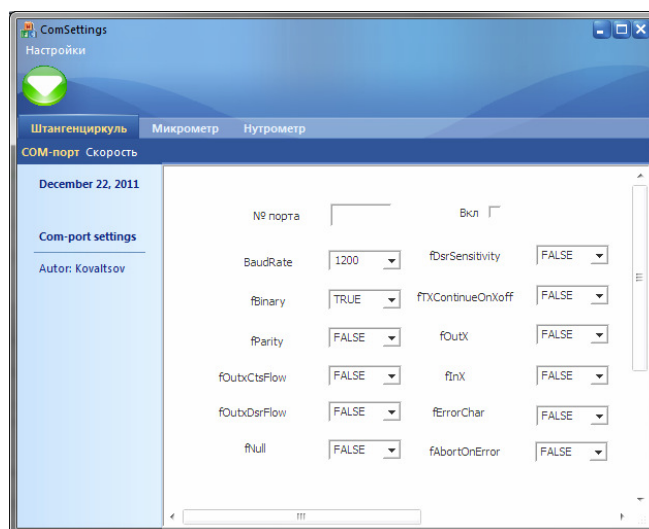 ComSettings
Настройки
Штангенциркуль Микрометр Нутрометр
COM-порт Скорость
December 22, 2011
Com-port settings
Autor: Kovaltsov
№ порта Вкл
BaudRate 1200 fDsrSensitivity FALSE
fBinary TRUE fTXContinueOnXoff FALSE
fParity FALSE fOutX FALSE
fOutxCtsFlow FALSE fInX FALSE
fOutxDsrFlow FALSE fErrorChar FALSE
fNull FALSE fAbortOnError FALSE